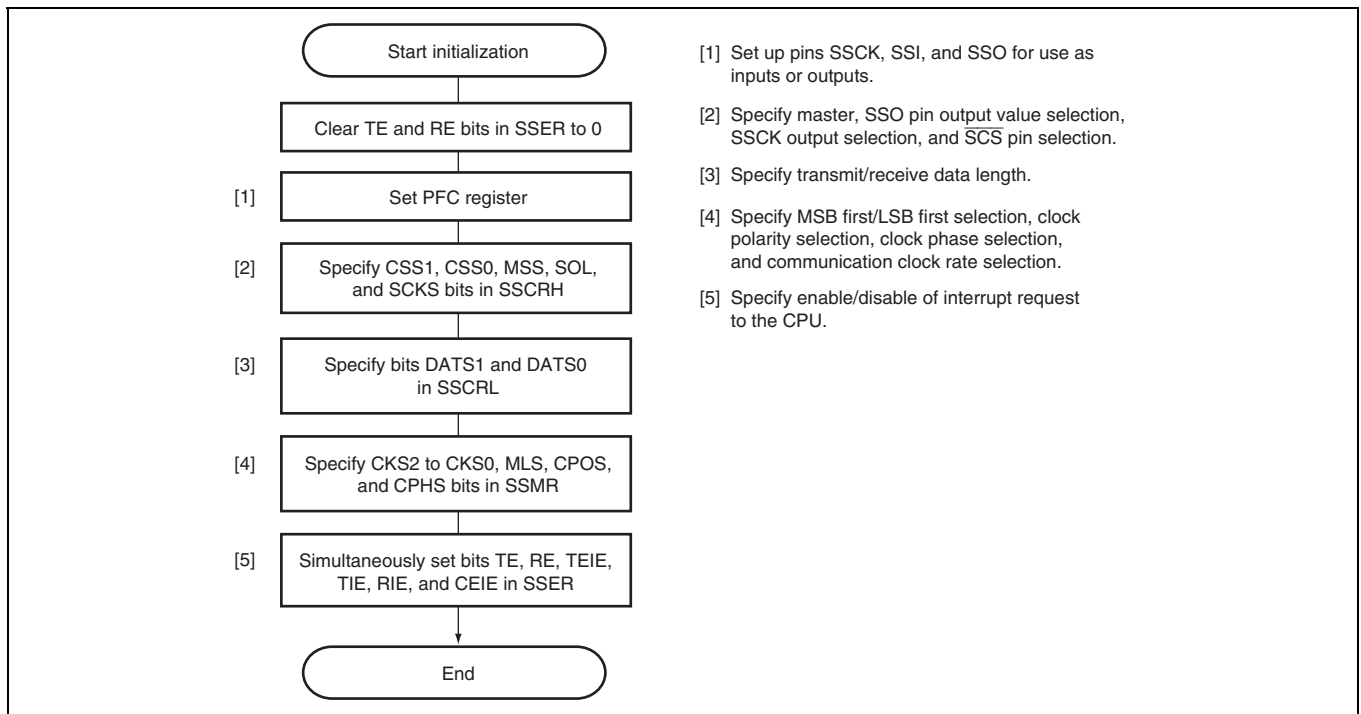 Start initialization
Clear TE and RE bits in SSER to 0
[1]
Set PFC register
[2]
Specify CSS1, CSS0, MSS, SOL,
and SCKS bits in SSCRH
[3]
Specify bits DATS1 and DATS0
in SSCRL
[4]
Specify CKS2 to CKS0, MLS, CPOS,
and CPHS bits in SSMR
[5]
Simultaneously set bits TE, RE, TEIE,
TIE, RIE, and CEIE in SSER
End
[1] Set up pins SSCK, SSI, and SSO for use as
inputs or outputs.
[2] Specify master, SSO pin output value selection,
SSCK output selection, and S̅C̅S̅ pin selection.
[3] Specify transmit/receive data length.
[4] Specify MSB first/LSB first selection, clock
polarity selection, clock phase selection,
and communication clock rate selection.
[5] Specify enable/disable of interrupt request
to the CPU.